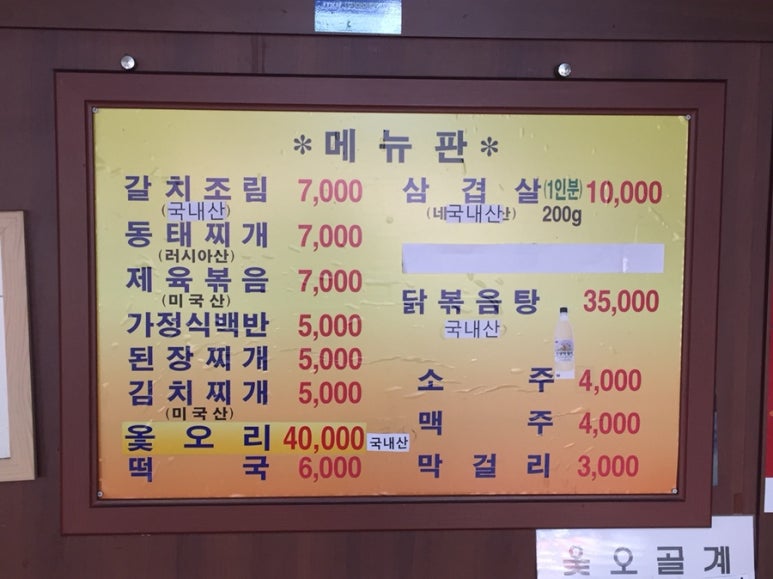 *메뉴판*
갈치조림 7,000
(국내산)
동태찌개 7,000
(러시아산)
제육볶음 7,000
(미국산)
가정식백반 5,000
된장찌개 5,000
김치찌개 5,000
(미국산)
옻오리 40,000 국내산
떡국 6,000
삼겹살(1인분) 10,000
(네국내산) 200g
닭볶음탕 35,000
국내산
소주 4,000
맥주 4,000
막걸리 3,000
옻오골계